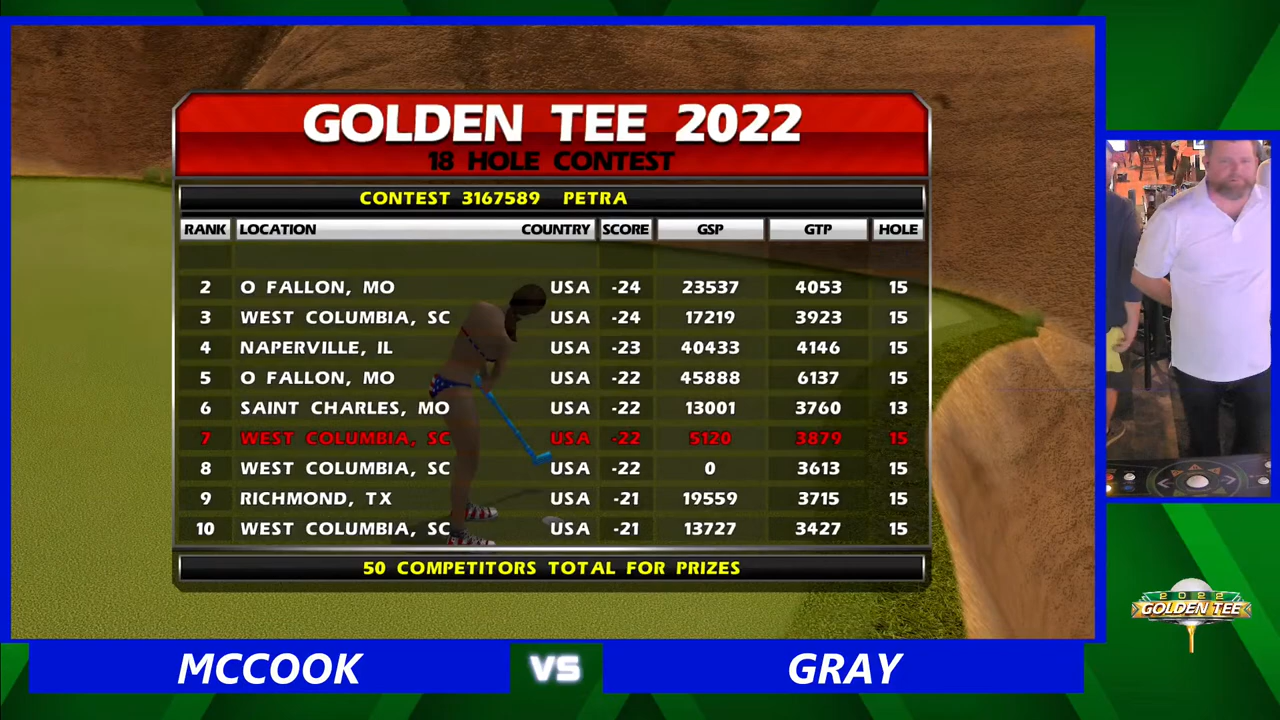 GOLDEN TEE 2022
18 HOLE CONTEST
CONTEST 3167589 PETRA
RANK LOCATION COUNTRY SCORE GSP GTP HOLE
2 O FALLON, MO USA -24 23537 4053 15
3 WEST COLUMBIA, SC USA -24 17219 3923 15
4 NAPERVILLE, IL USA -23 40433 4146 15
5 O FALLON, MO USA -22 45888 6137 15
6 SAINT CHARLES, MO USA -22 13001 3760 13
7 WEST COLUMBIA, SC USA -22 5120 3879 15
8 WEST COLUMBIA, SC USA -22 0 3613 15
9 RICHMOND, TX USA -21 19559 3715 15
10 WEST COLUMBIA, SC USA -21 13727 3427 15
50 COMPETITORS TOTAL FOR PRIZES
2022
GOLDEN TEE
MCCOOK VS GRAY